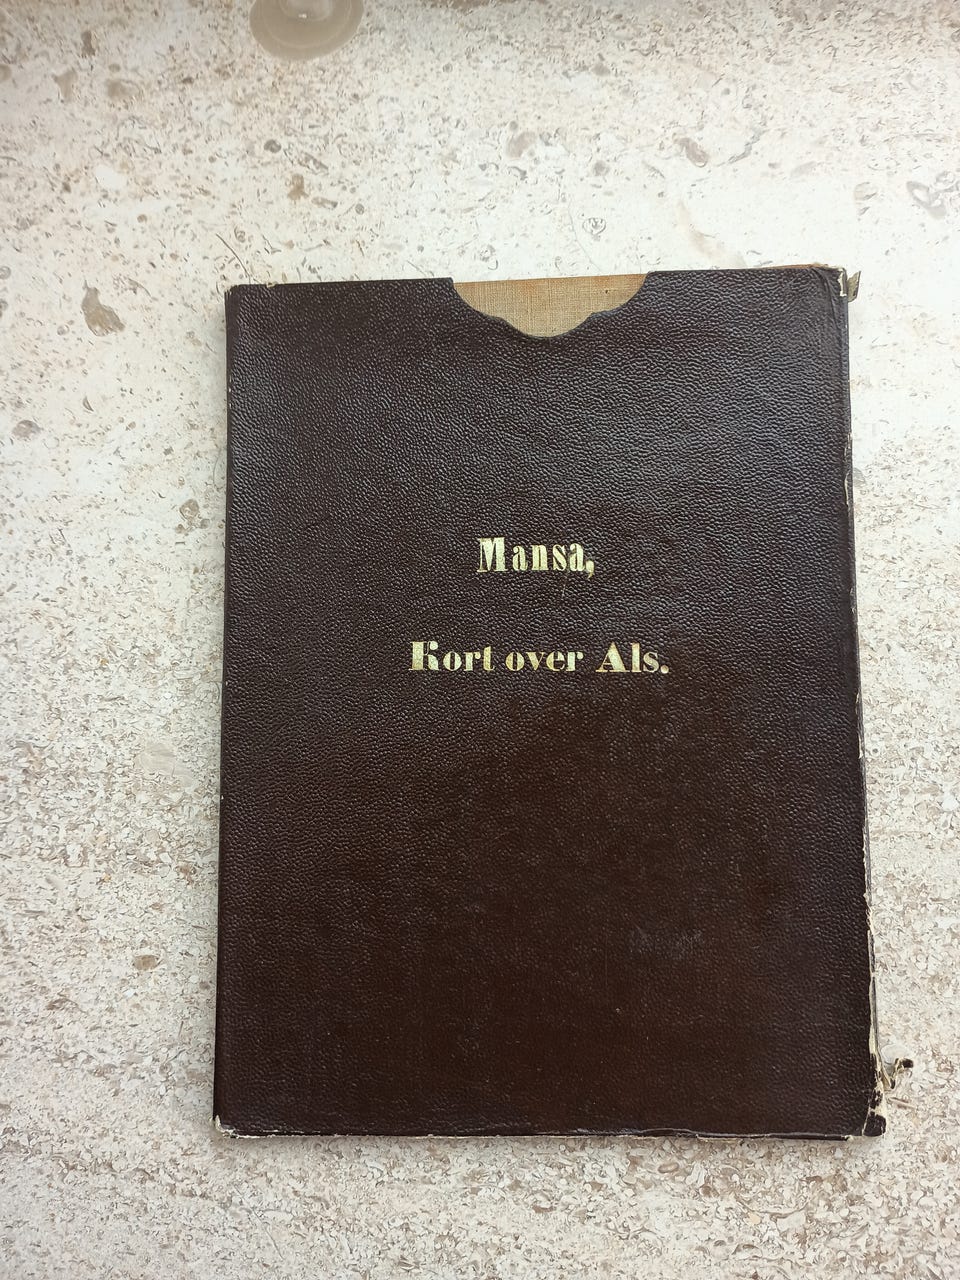 Mansa,
Kort over Als.